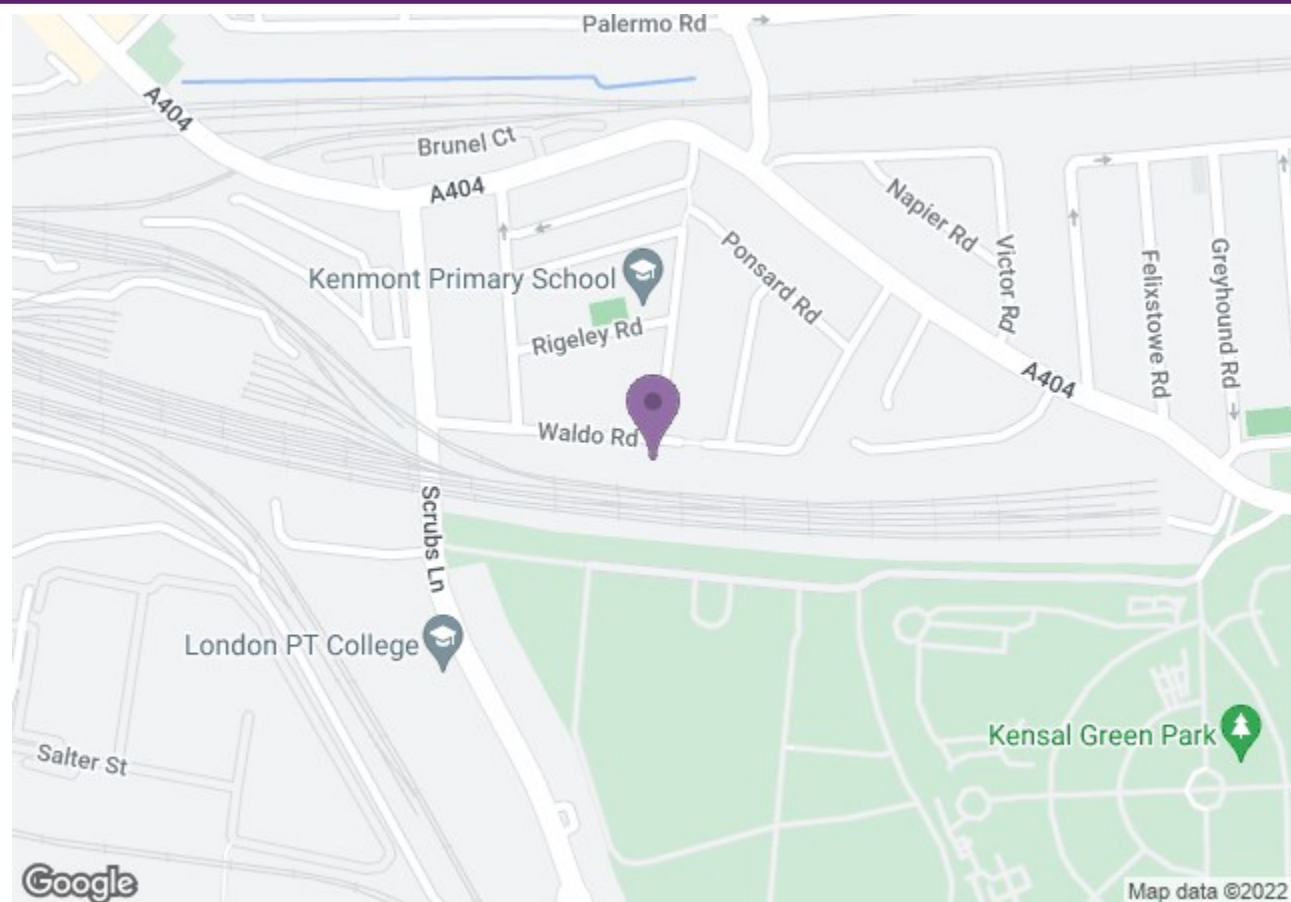 Palermo Rd
A404
Brunel Ct
A404
Napier Rd
Ponsard Rd
Victor Rd
Felixstowe Rd
Greyhound Rd
Kenmont Primary School
Rigeley Rd
A404
Waldo Rd
Scrubs Ln
London PT College
Kensal Green Park
Salter St
Google
Map data ©2022